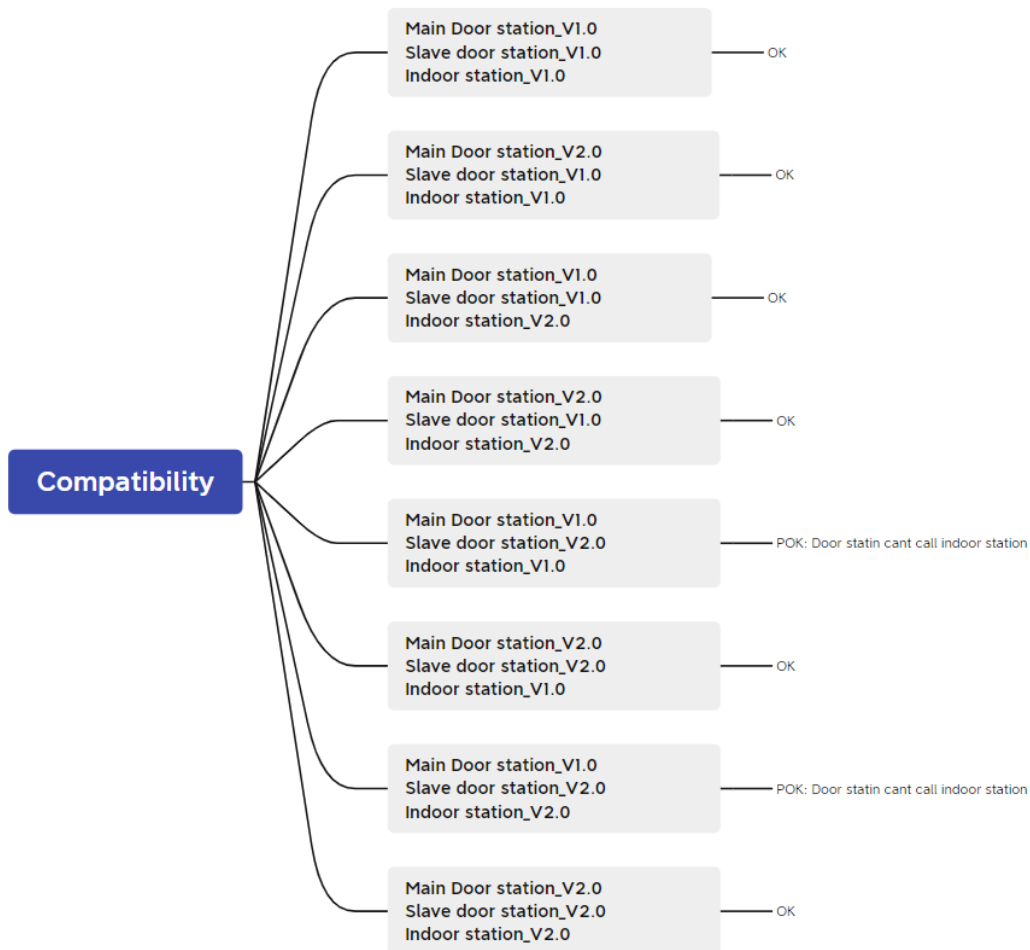 Compatibility
Main Door station_V1.0
Slave door station_V1.0
Indoor station_V1.0
OK
Main Door station_V2.0
Slave door station_V1.0
Indoor station_V1.0
OK
Main Door station_V1.0
Slave door station_V1.0
Indoor station_V2.0
OK
Main Door station_V2.0
Slave door station_V1.0
Indoor station_V2.0
OK
Main Door station_V1.0
Slave door station_V2.0
Indoor station_V1.0
POK: Door statin cant call indoor station
Main Door station_V2.0
Slave door station_V2.0
Indoor station_V1.0
OK
Main Door station_V1.0
Slave door station_V2.0
Indoor station_V2.0
POK: Door statin cant call indoor station
Main Door station_V2.0
Slave door station_V2.0
Indoor station_V2.0
OK